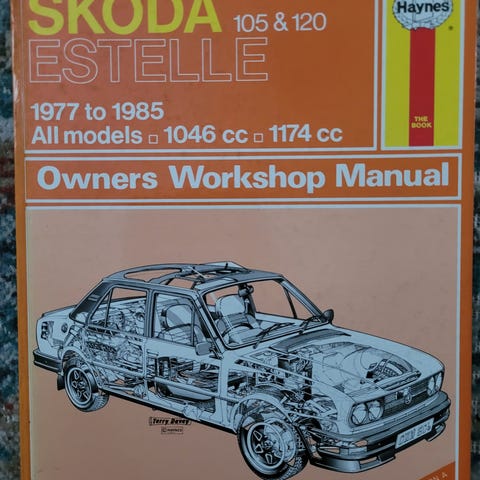 SKODA 105 & 120
ESTELLE
1977 to 1985
All models □ 1046 cc □ 1174 cc
Haynes
®
THE
BOOK
Owners Workshop Manual
Terry Davey
© HAYNES